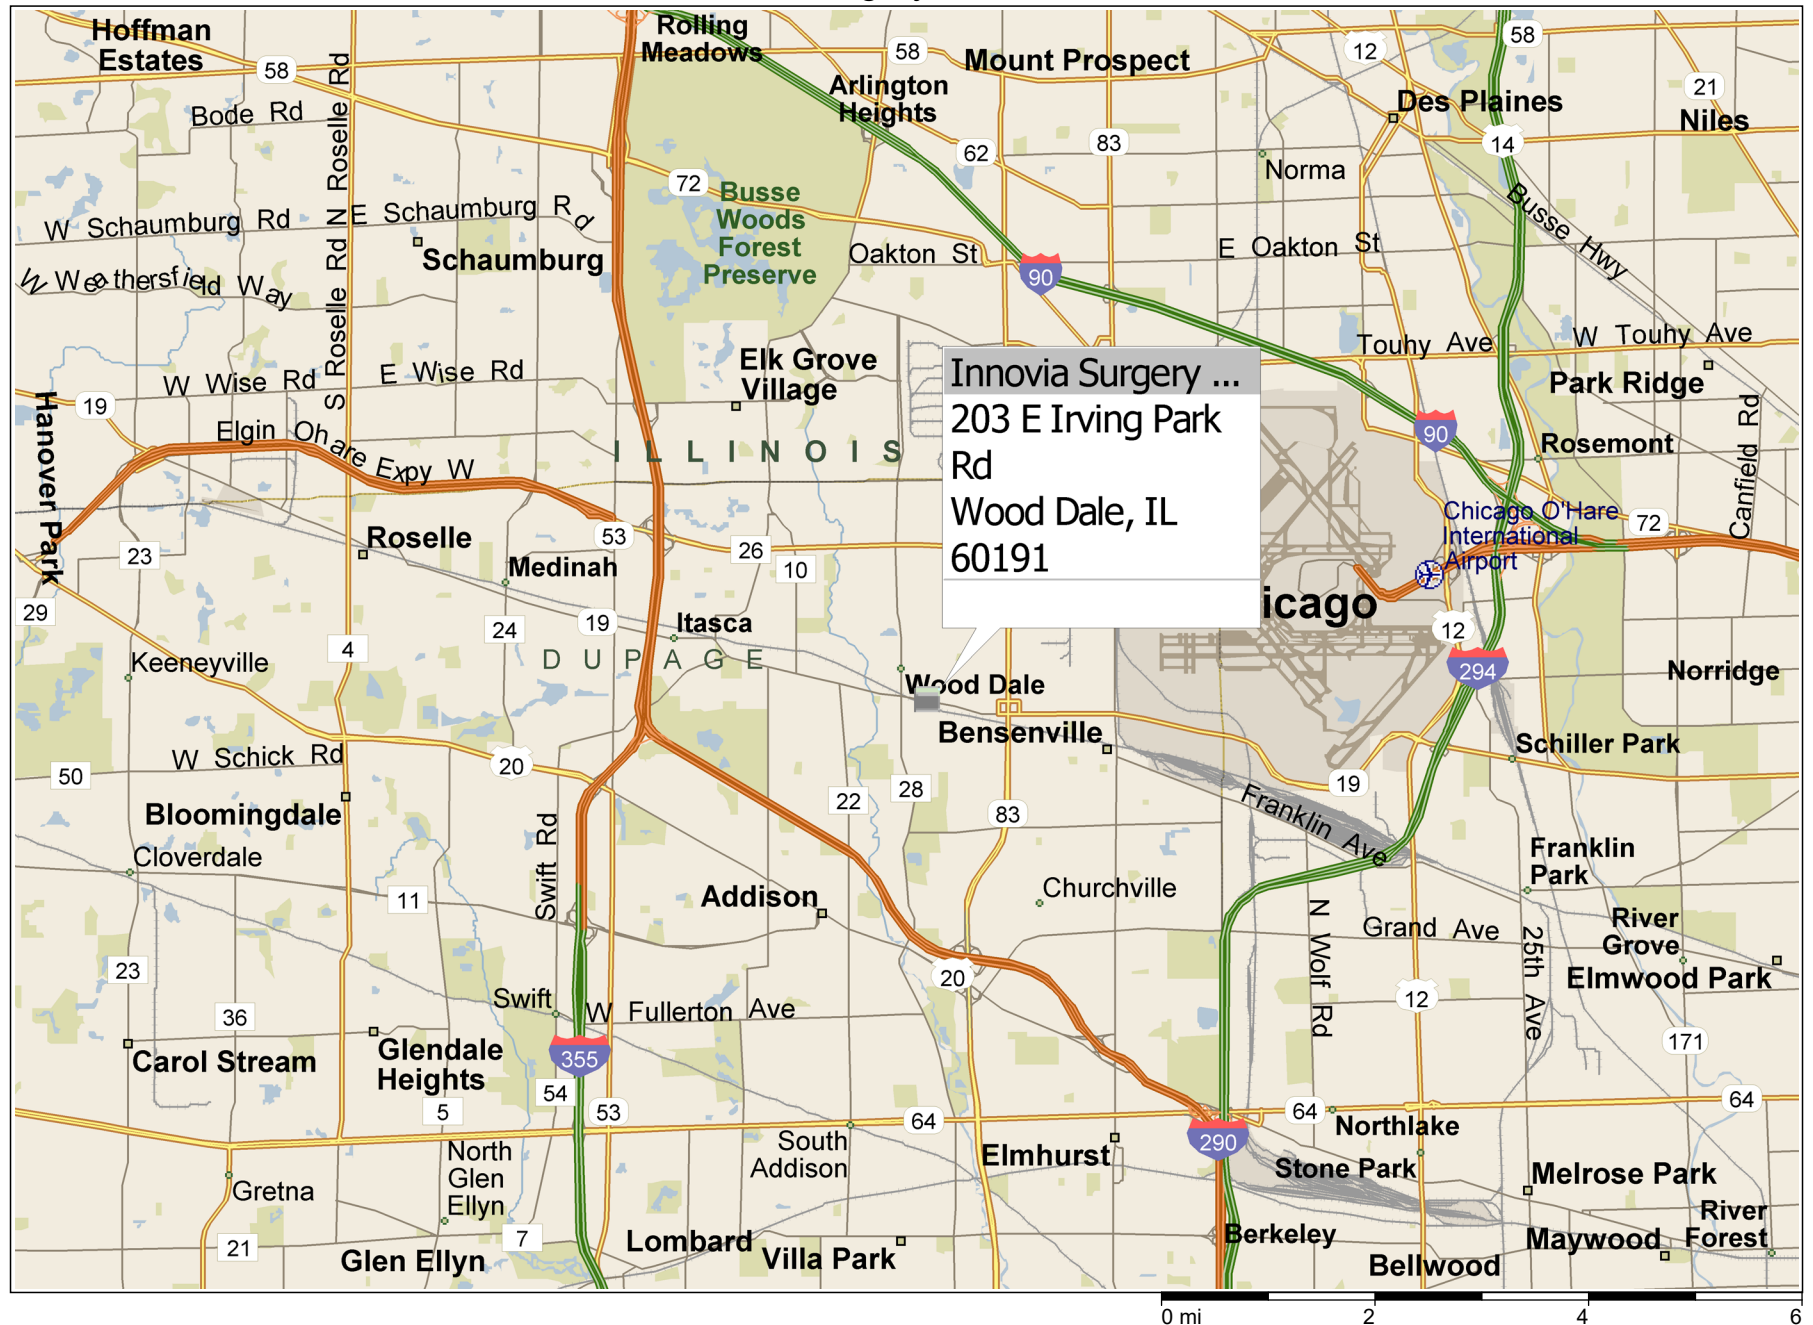 Hoffman
Estates
Rolling
Meadows
58
58
Mount Prospect
12
58
Arlington
Heights
Des Plaines
21
Niles
Bode Rd
N Roselle Rd
62
83
14
Norma
72
Busse
Woods
Forest
Preserve
Busse Hwy
W Schaumburg Rd
E Schaumburg Rd
Schaumburg
Oakton St
E Oakton St
90
W Weathersfield Way
S Roselle Rd
Touhy Ave
W Touhy Ave
Elk Grove
Village
W Wise Rd
E Wise Rd
Park Ridge
Innovia Surgery ...
203 E Irving Park
Rd
Wood Dale, IL
60191
19
Hanover Park
Elgin Ohare Expy W
ILLINOIS
90
Rosemont
Canfield Rd
Chicago O'Hare
International
Airport
72
23
Roselle
53
26
10
Medinah
29
icago
4
24
19
Itasca
12
DUPAGE
294
Keeneyville
Norridge
Wood Dale
Bensenville
Schiller Park
W Schick Rd
20
50
22
28
19
Bloomingdale
83
Franklin Ave
Cloverdale
Swift Rd
Franklin
Park
11
Addison
Churchville
N Wolf Rd
Grand Ave
25th Ave
River
Grove
23
20
Elmwood Park
Swift
12
36
W Fullerton Ave
Carol Stream
Glendale
Heights
355
171
54
5
53
64
64
64
290
Northlake
South
Addison
North
Glen
Ellyn
Elmhurst
Stone Park
Melrose Park
Gretna
River
Forest
21
7
Glen Ellyn
Lombard
Villa Park
Berkeley
Bellwood
Maywood
0 mi
2
4
6